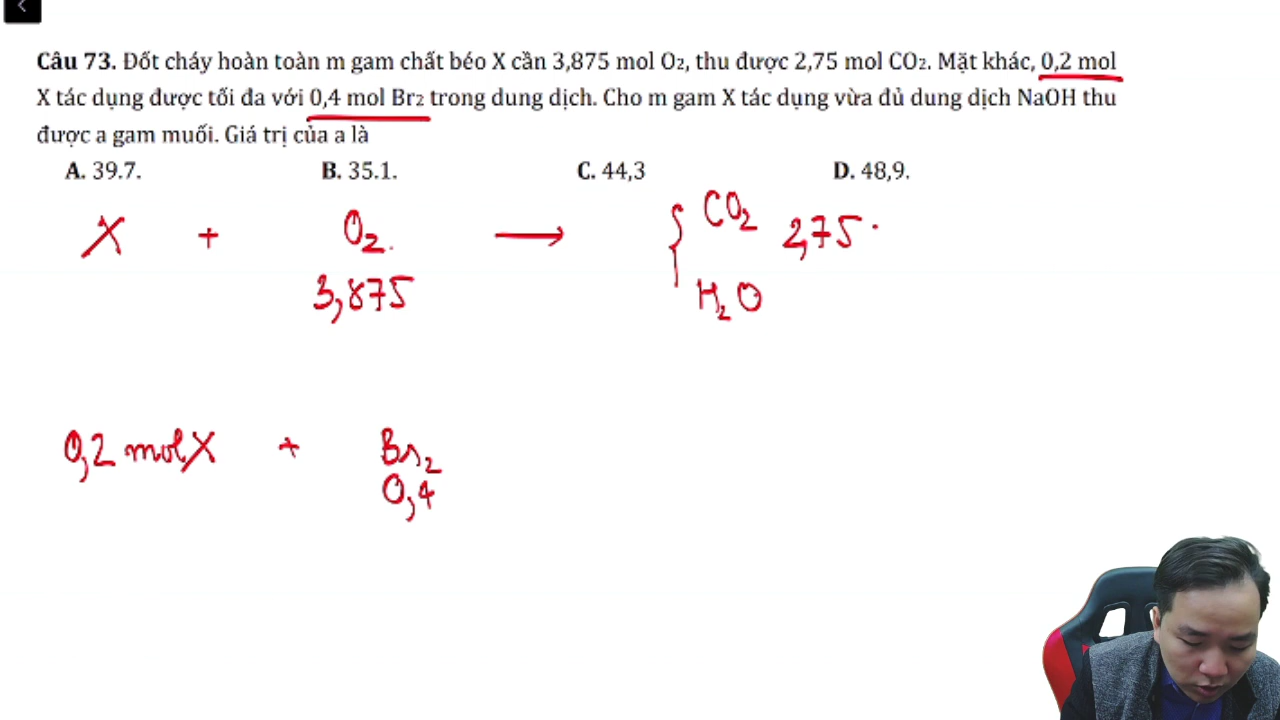 Câu 73. Đốt cháy hoàn toàn m gam chất béo X cần 3,875 mol O₂, thu được 2,75 mol CO₂. Mặt khác, 0,2 mol
X tác dụng được tối đa với 0,4 mol Br₂ trong dung dịch. Cho m gam X tác dụng vừa đủ dung dịch NaOH thu
được a gam muối. Giá trị của a là
A. 39.7. B. 35.1. C. 44,3 D. 48,9.
X + O₂. → { CO₂ 2,75.
3,875 H₂O
0,2 mol X + Br₂
0,4